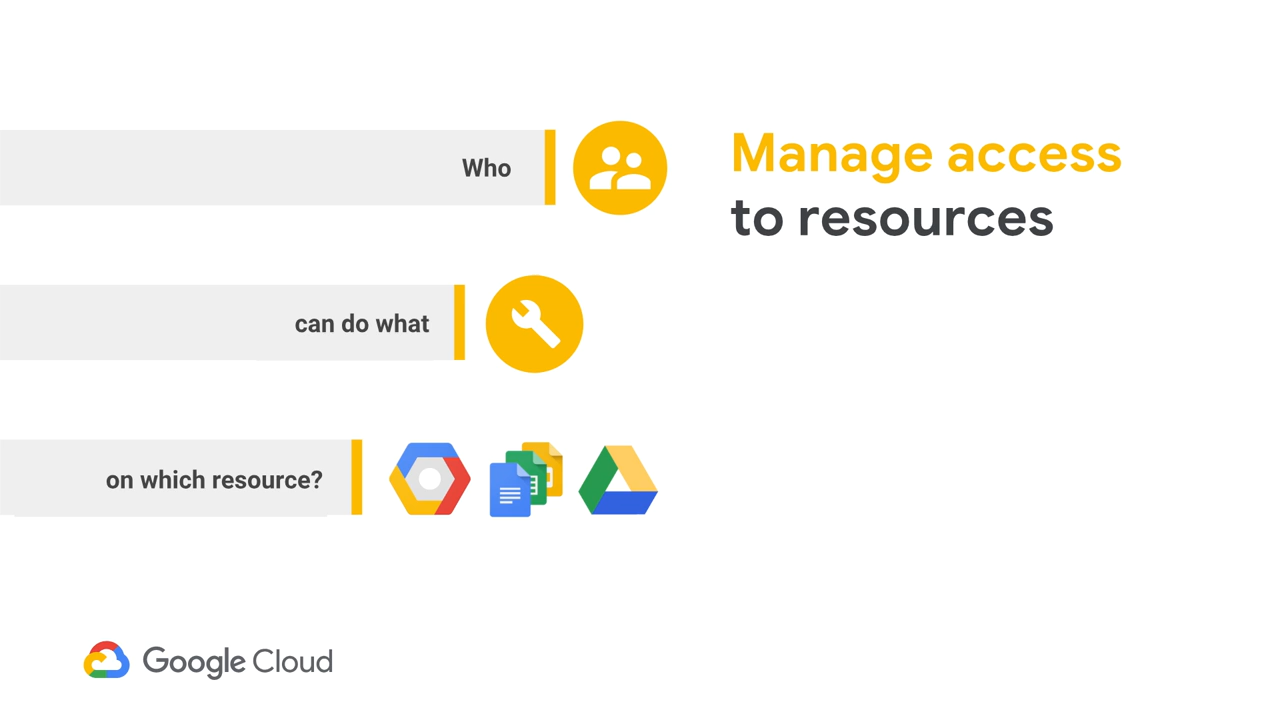 Manage access
to resources
Who
can do what
on which resource?
Google Cloud